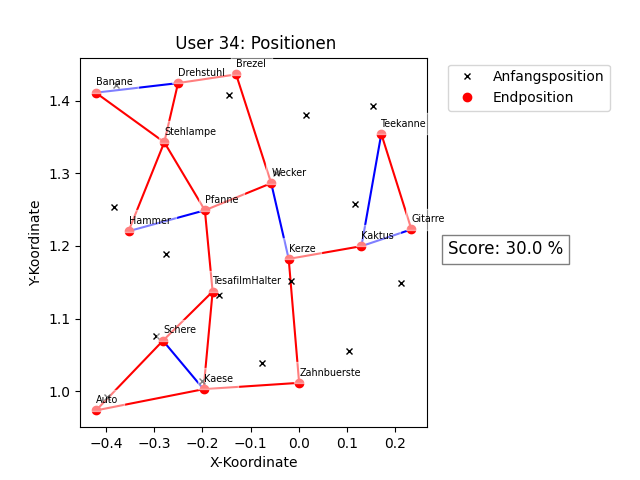 User 34: Positionen
Anfangsposition
Endposition
Banane
Drehstuhl
Brezel
Teekanne
Stehlampe
Wecker
Pfanne
Hammer
Gitarre
Kaktus
Kerze
TesafilmHalter
Schere
Kaese
Zahnbuerste
Auto
Score: 30.0 %
Y-Koordinate
1.4
1.3
1.2
1.1
1.0
−0.4
−0.3
−0.2
−0.1
0.0
0.1
0.2
X-Koordinate